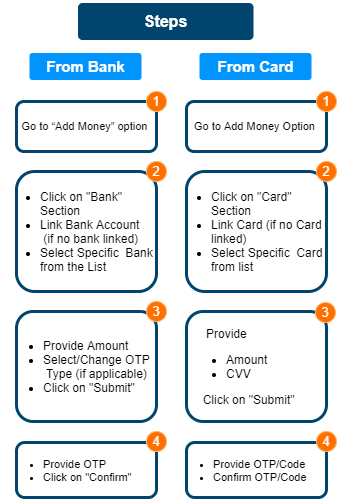 Steps
From Bank
1
Go to “Add Money” option
2
• Click on "Bank"
Section
• Link Bank Account
(if no bank linked)
• Select Specific Bank
from the List
3
• Provide Amount
• Select/Change OTP
Type (if applicable)
• Click on "Submit"
4
• Provide OTP
• Click on "Confirm"
From Card
1
Go to Add Money Option
2
• Click on "Card"
Section
• Link Card (if no Card
linked)
• Select Specific Card
from list
3
Provide
• Amount
• CVV
Click on "Submit"
4
• Provide OTP/Code
• Confirm OTP/Code